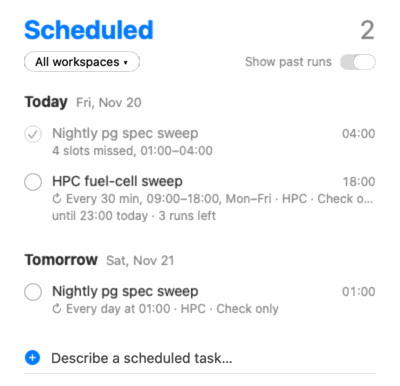 Scheduled 2
All workspaces ▾ Show past runs
Today Fri, Nov 20
Nightly pg spec sweep 04:00
4 slots missed, 01:00–04:00
HPC fuel-cell sweep 18:00
↻ Every 30 min, 09:00–18:00, Mon–Fri · HPC · Check o...
until 23:00 today · 3 runs left
Tomorrow Sat, Nov 21
Nightly pg spec sweep 01:00
↻ Every day at 01:00 · HPC · Check only
Describe a scheduled task...